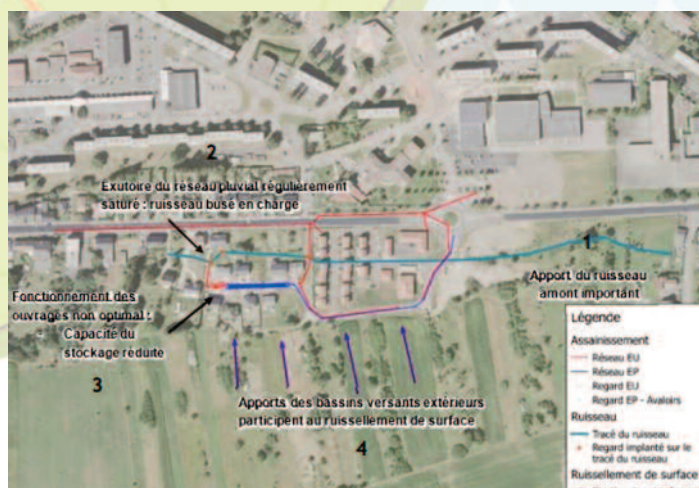 2
Exutoire du réseau pluvial régulièrement
saturé : ruisseau busé en charge
1
Apport du ruisseau
amont important
Fonctionnement des
ouvrages non optimal :
Capacité du
stockage réduite
3
Apports des bassins versants extérieurs
participent au ruissellement de surface
4
Légende
Assainissement
Réseau EU
Réseau EP
Regard EU
Regard EP - Avaloirs
Ruisseau
Tracé du ruisseau
Regard implanté sur le
tracé du ruisseau
Ruissellement de surface